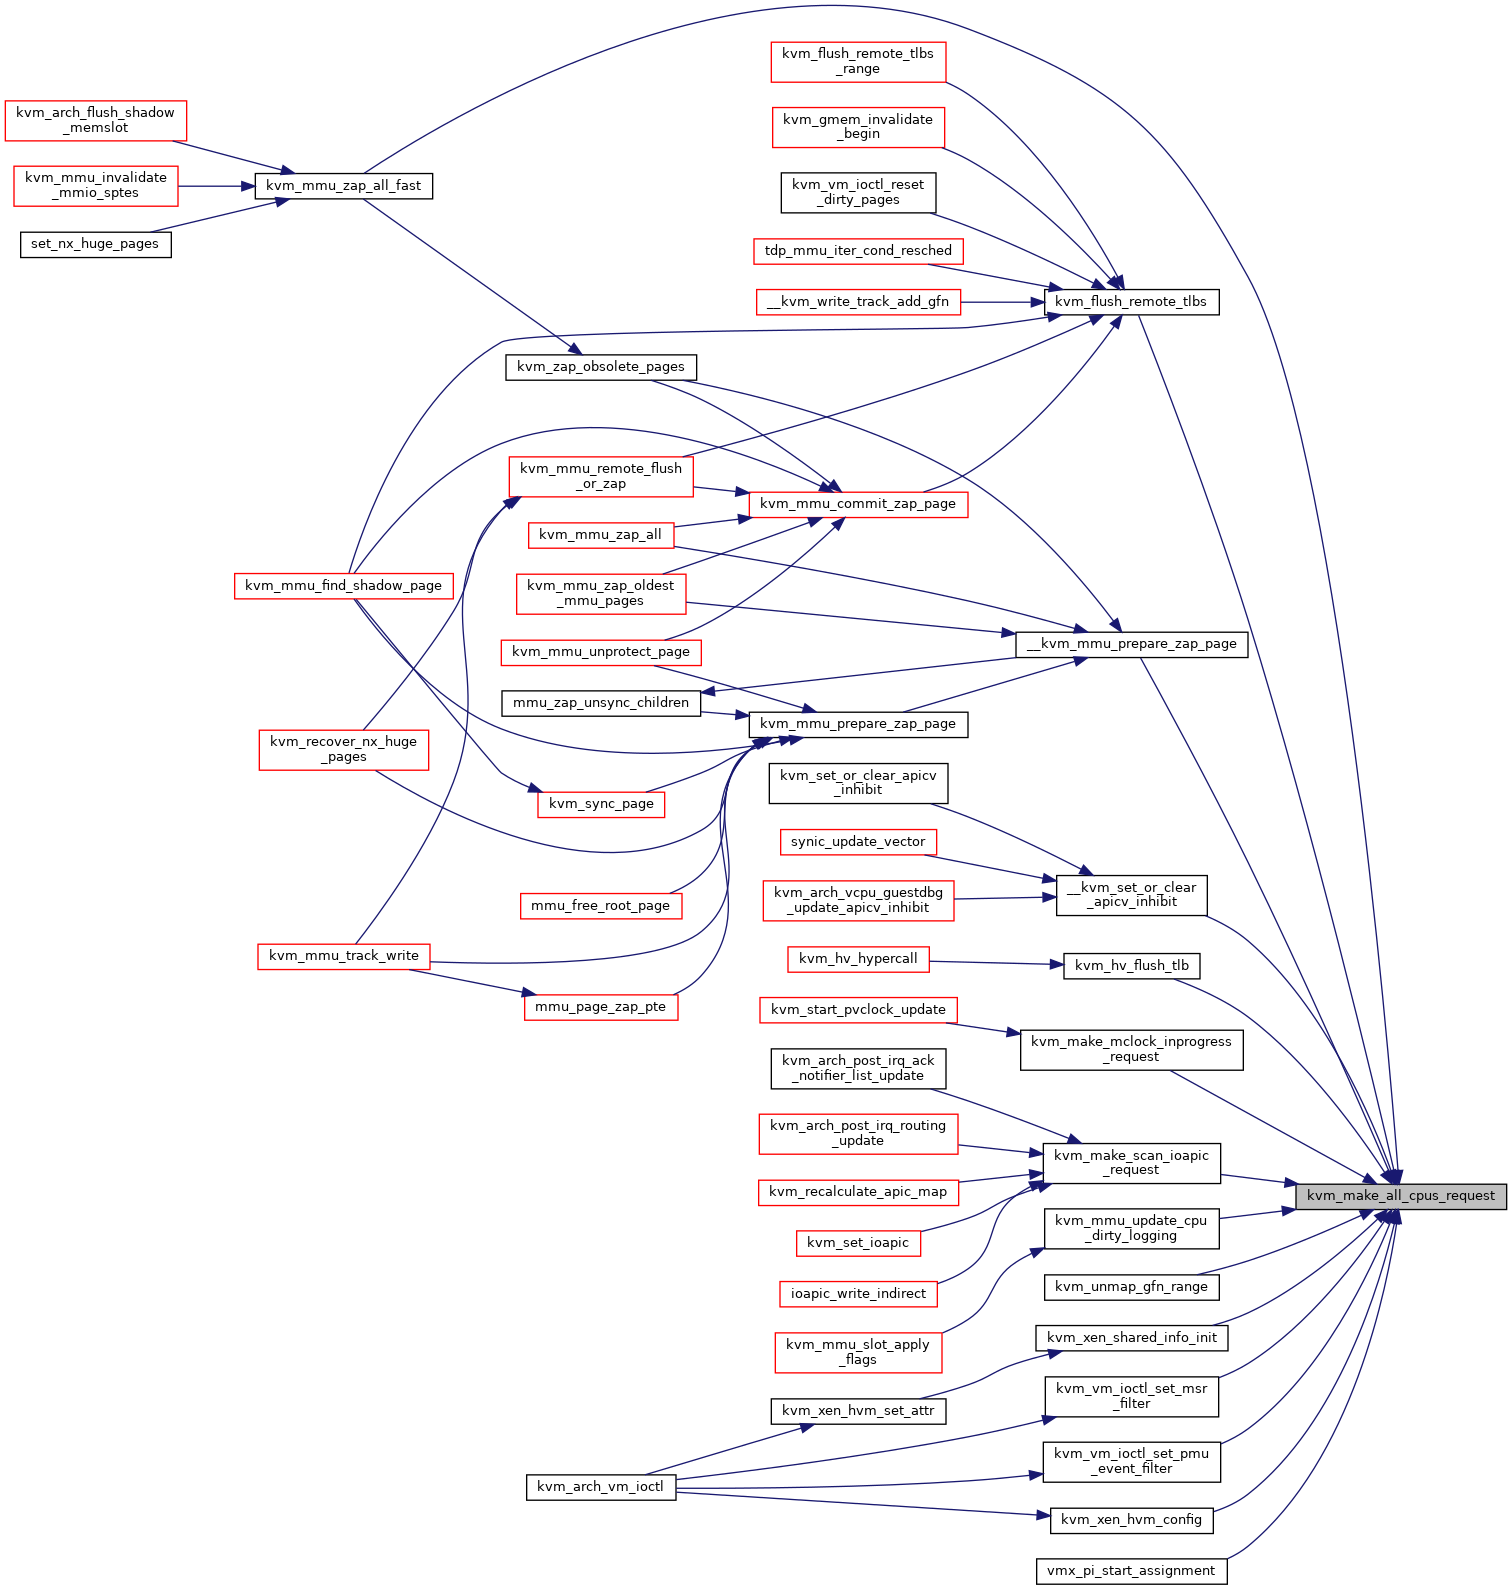 kvm_flush_remote_tlbs
_range
kvm_arch_flush_shadow
_memslot
kvm_gmem_invalidate
_begin
kvm_mmu_invalidate
_mmio_sptes
kvm_mmu_zap_all_fast
kvm_vm_ioctl_reset
_dirty_pages
set_nx_huge_pages
tdp_mmu_iter_cond_resched
__kvm_write_track_add_gfn
kvm_flush_remote_tlbs
kvm_zap_obsolete_pages
kvm_mmu_remote_flush
_or_zap
kvm_mmu_commit_zap_page
kvm_mmu_zap_all
kvm_mmu_find_shadow_page
kvm_mmu_zap_oldest
_mmu_pages
kvm_mmu_unprotect_page
__kvm_mmu_prepare_zap_page
mmu_zap_unsync_children
kvm_mmu_prepare_zap_page
kvm_recover_nx_huge
_pages
kvm_set_or_clear_apicv
_inhibit
kvm_sync_page
synic_update_vector
kvm_arch_vcpu_guestdbg
_update_apicv_inhibit
__kvm_set_or_clear
_apicv_inhibit
mmu_free_root_page
kvm_mmu_track_write
kvm_hv_hypercall
kvm_hv_flush_tlb
mmu_page_zap_pte
kvm_start_pvclock_update
kvm_make_mclock_inprogress
_request
kvm_arch_post_irq_ack
_notifier_list_update
kvm_arch_post_irq_routing
_update
kvm_make_scan_ioapic
_request
kvm_recalculate_apic_map
kvm_make_all_cpus_request
kvm_set_ioapic
kvm_mmu_update_cpu
_dirty_logging
ioapic_write_indirect
kvm_unmap_gfn_range
kvm_mmu_slot_apply
_flags
kvm_xen_shared_info_init
kvm_xen_hvm_set_attr
kvm_vm_ioctl_set_msr
_filter
kvm_vm_ioctl_set_pmu
_event_filter
kvm_arch_vm_ioctl
kvm_xen_hvm_config
vmx_pi_start_assignment